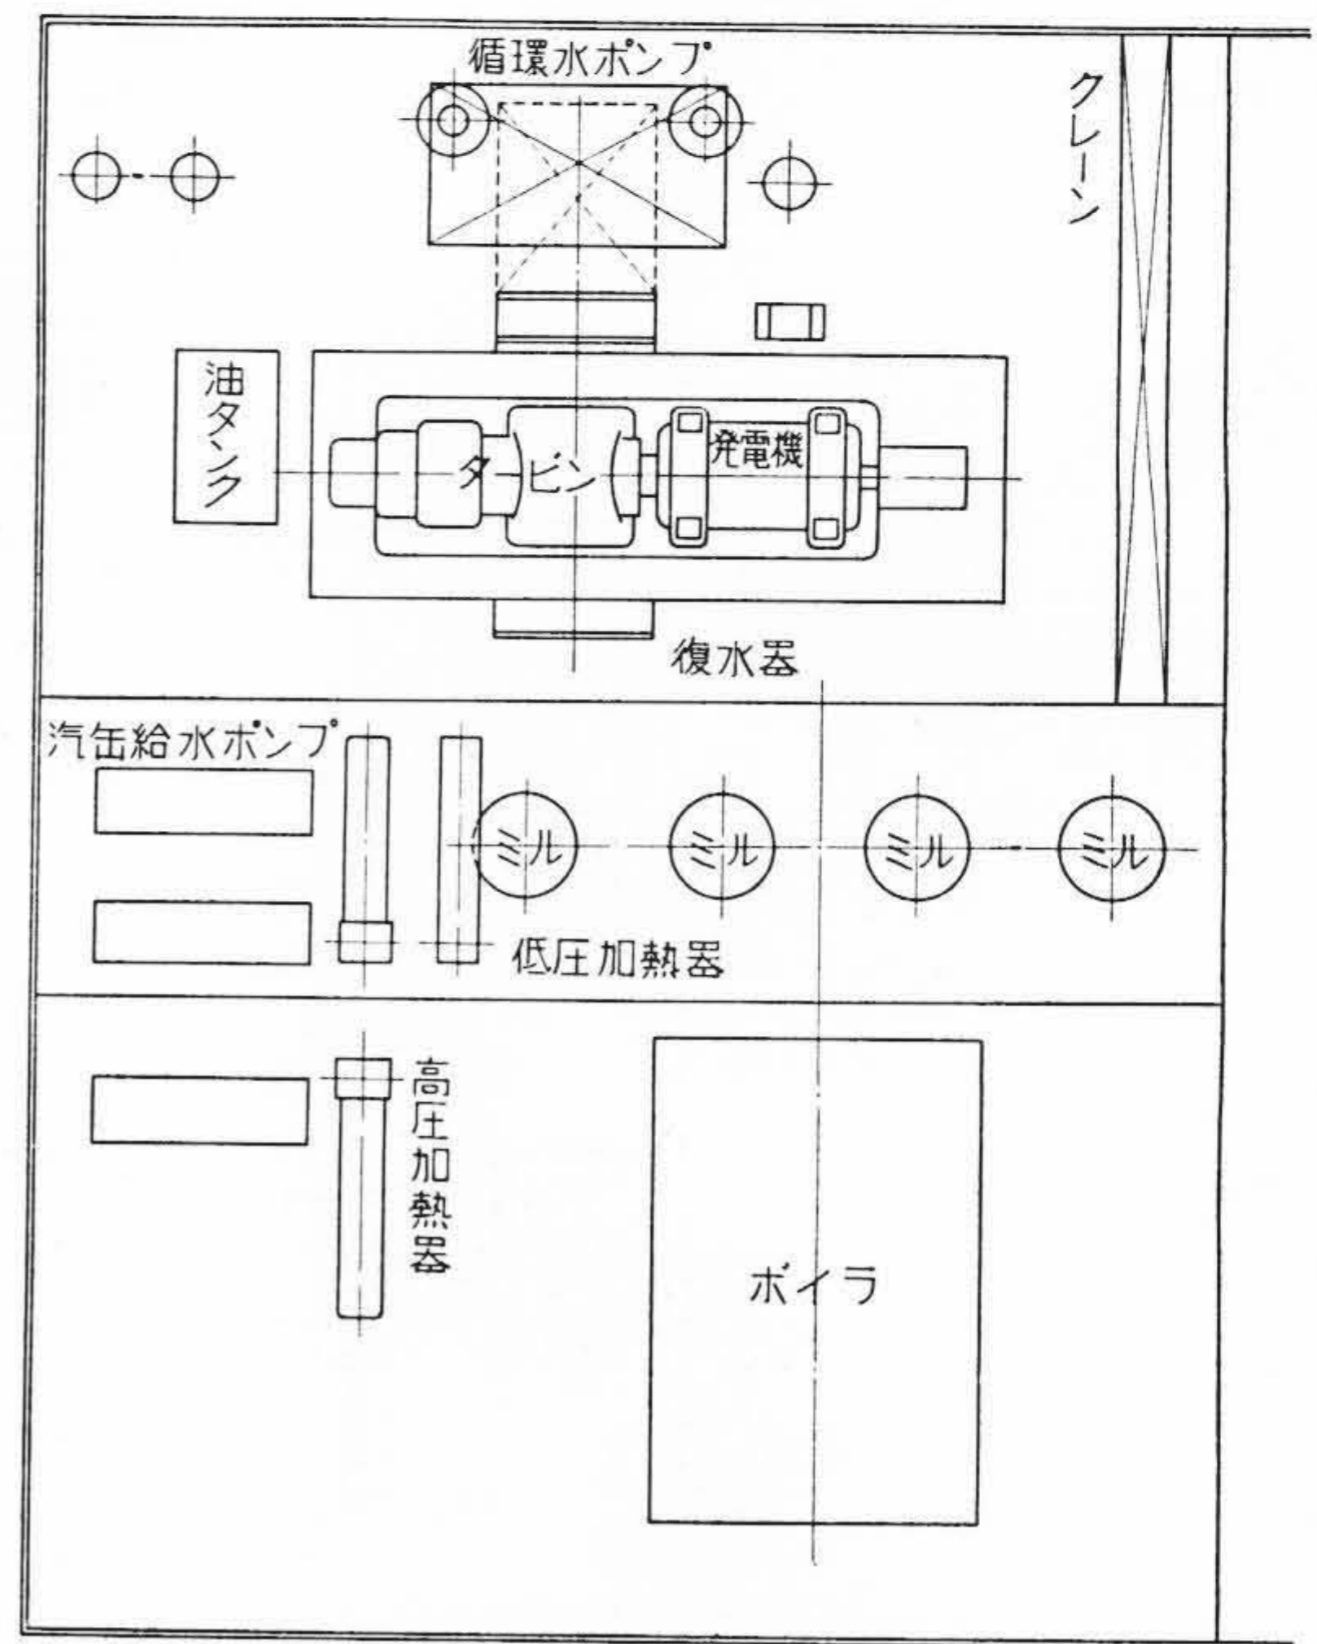 循環水ポンプ
クレーン
油タンク
タービン
発電機
復水器
汽缶給水ポンプ
ミル
ミル
ミル
ミル
低圧加熱器
高圧加熱器
ボイラ